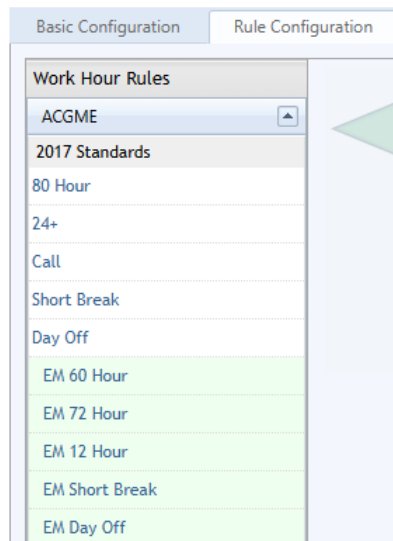 Basic Configuration
Rule Configuration
Work Hour Rules
ACGME
2017 Standards
80 Hour
24+
Call
Short Break
Day Off
EM 60 Hour
EM 72 Hour
EM 12 Hour
EM Short Break
EM Day Off